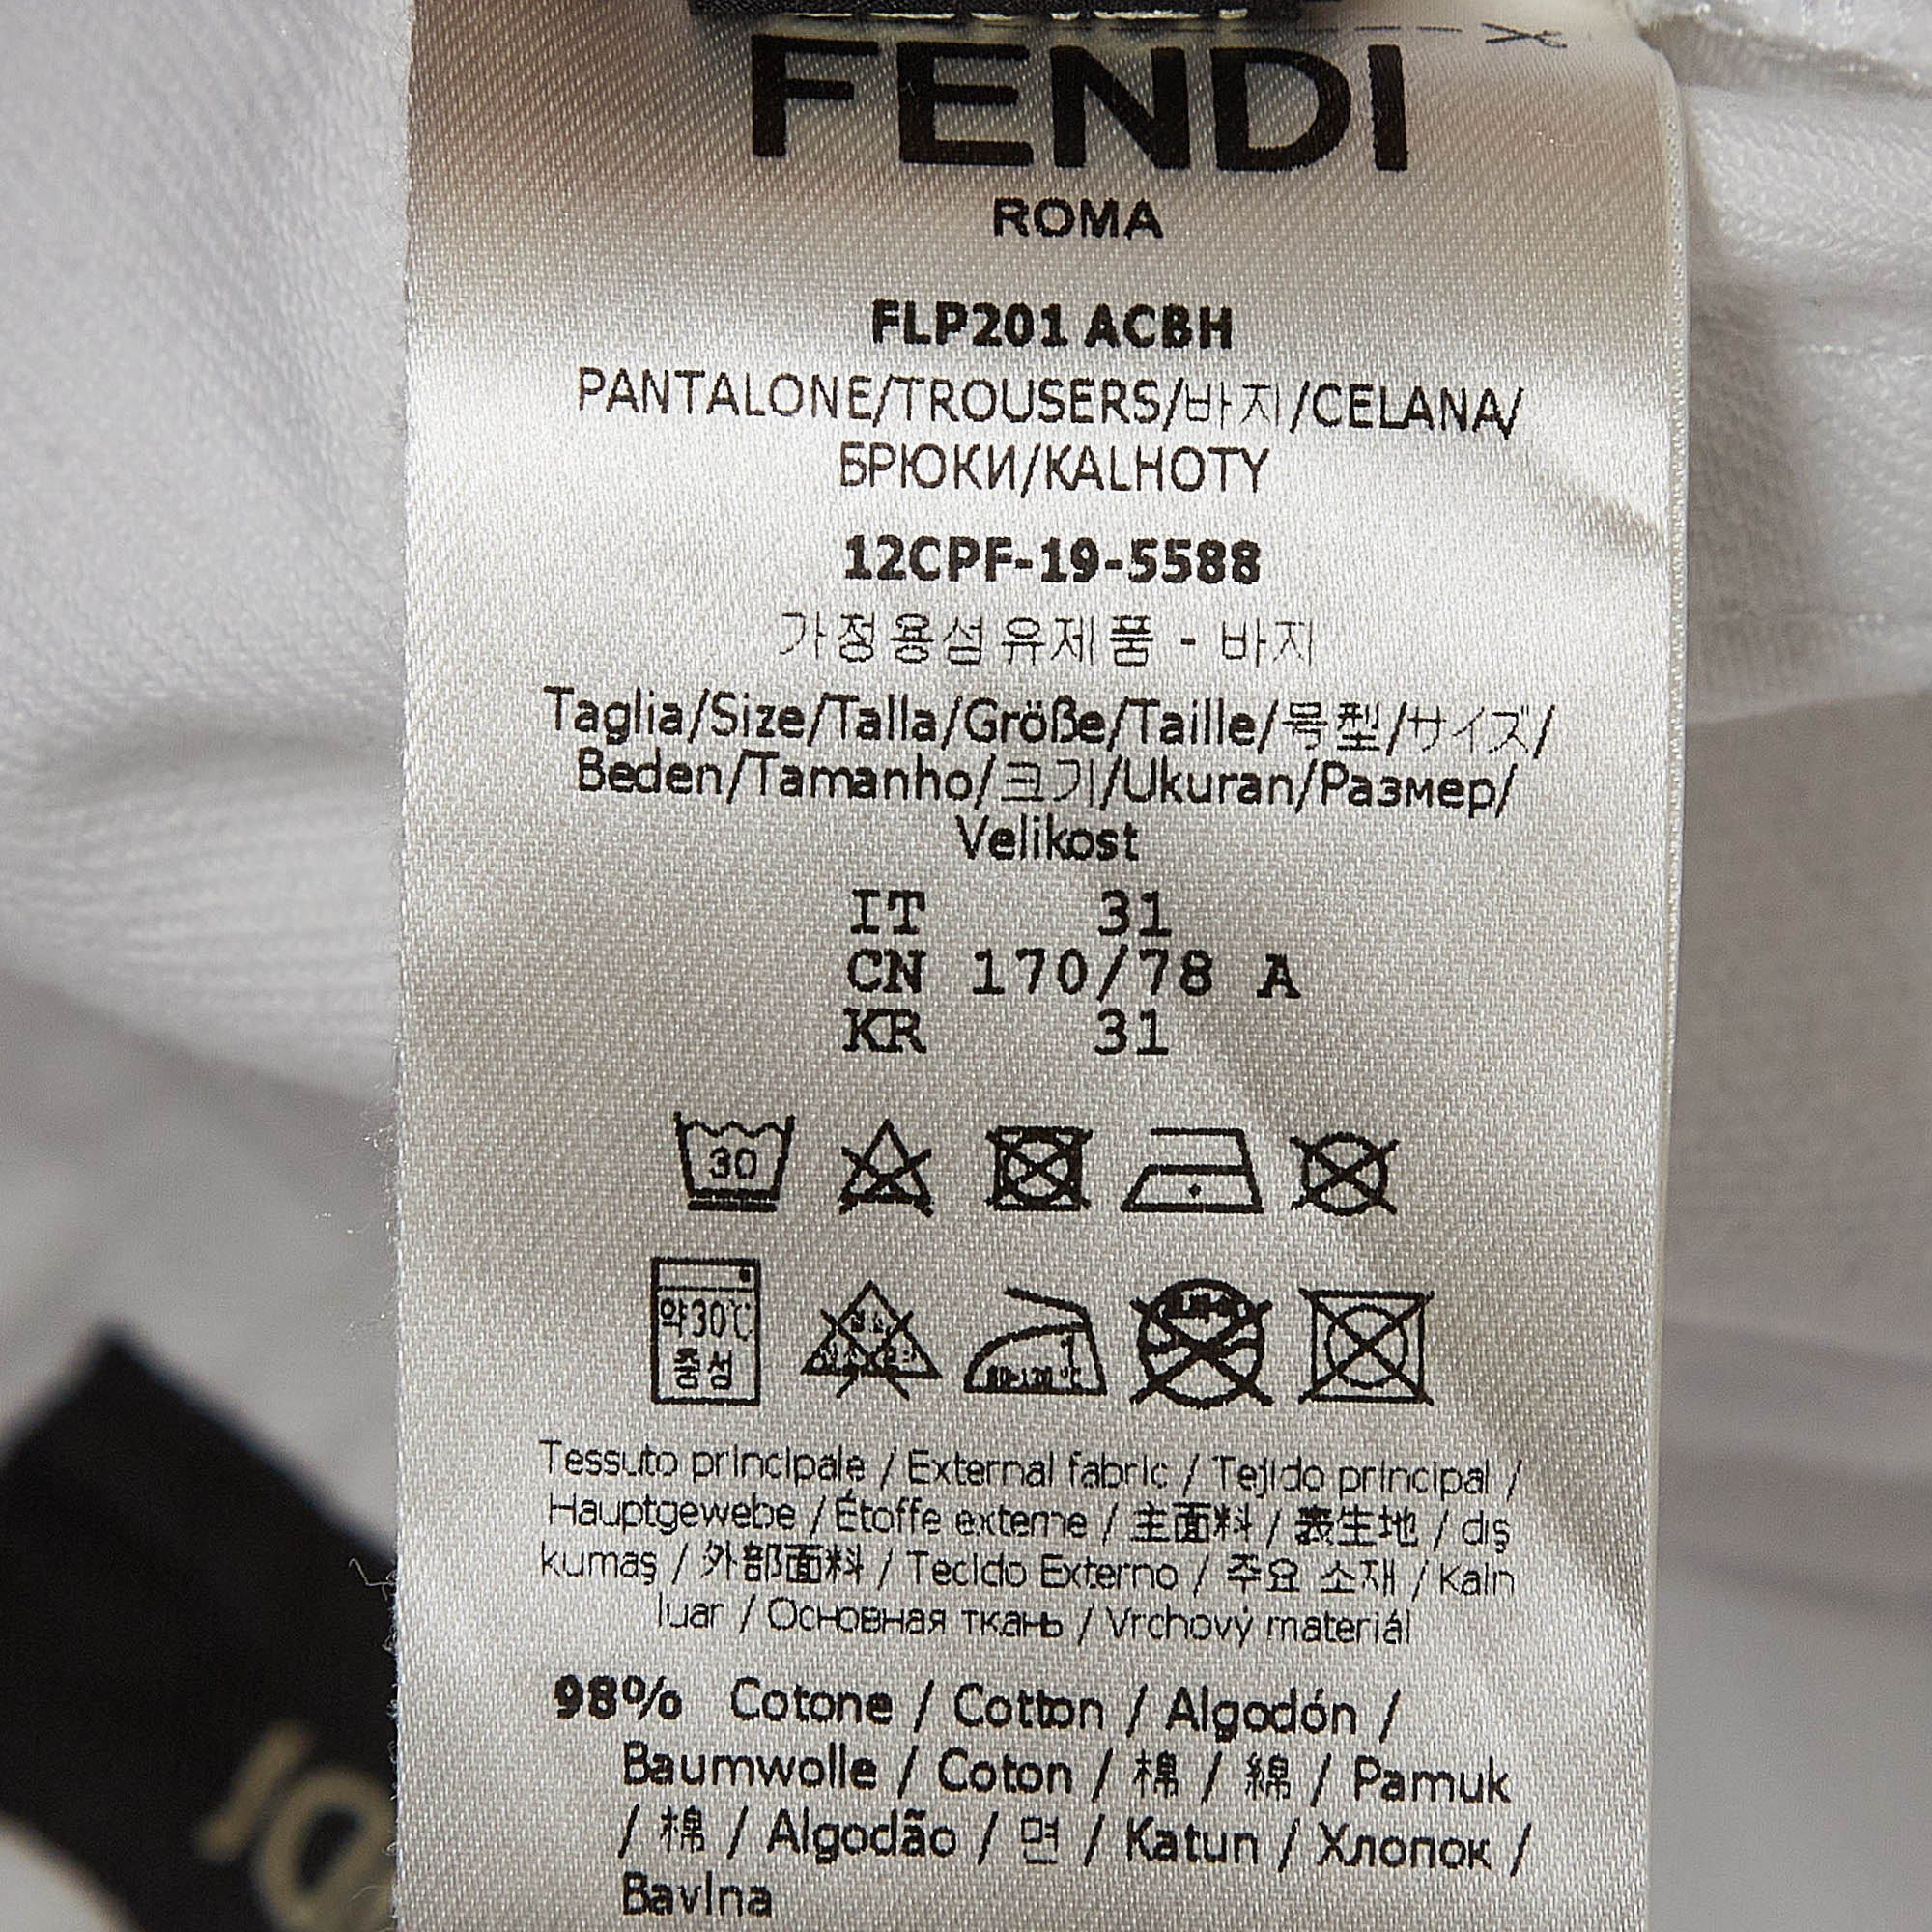 FENDI
ROMA
FLP201 ACBH
PANTALONE/TROUSERS/바지/CELANA/
БРЮКИ/KALHOTY
12CPF-19-5588
가정용섬유제품 - 바지
Taglia/Size/Talla/Größe/Taille/号型/サイズ/
Beden/Tamanho/크기/Ukuran/Размер/
Velikost
IT 31
CN 170/78 A
KR 31
30
약30℃
중성
80-120℃
Tessuto principale / External fabric / Tejido principal /
Hauptgewebe / Étoffe externe / 主面料 / 表生地 / dış
kumaş / 外部面料 / Tecido Externo / 주요 소재 / Kain
luar / Основная ткань / Vrchový materiál
98% Cotone / Cotton / Algodón /
Baumwolle / Coton / 棉 / 綿 / Pamuk
/ 棉 / Algodão / 면 / Katun / Хлопок /
Bavlna